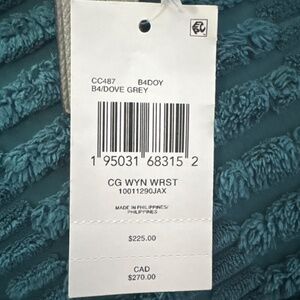 CC487 B4DOY
B4/DOVE GREY
1 95031 68315 2
CG WYN WRST
10011290JAX
MADE IN PHILIPPINES/
PHILIPPINES
$225.00
CAD
$270.00